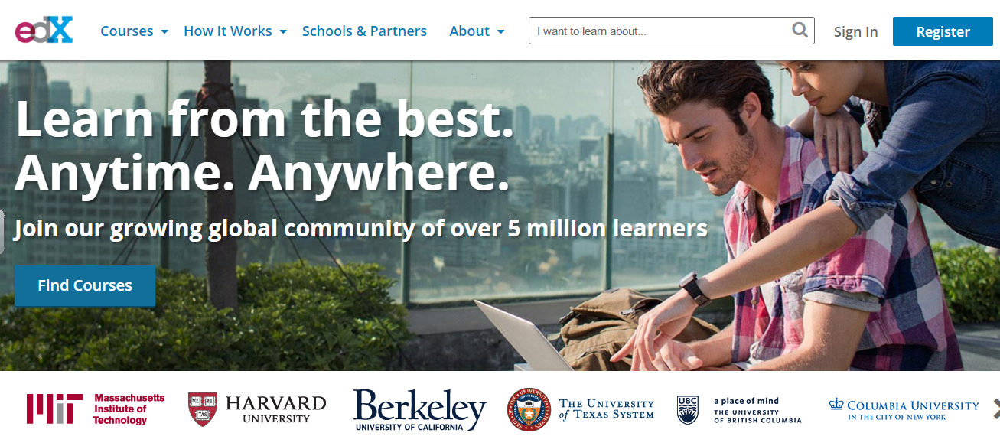 edX
Courses
How It Works
Schools & Partners
About
I want to learn about...
Sign In
Register
Learn from the best.
Anytime. Anywhere.
Join our growing global community of over 5 million learners
Find Courses
MIT
Massachusetts
Institute of
Technology
VE RI
TAS
HARVARD
UNIVERSITY
Berkeley
UNIVERSITY OF CALIFORNIA
THE UNIVERSITY
of TEXAS SYSTEM
UBC
a place of mind
THE UNIVERSITY
OF BRITISH COLUMBIA
COLUMBIA UNIVERSITY
IN THE CITY OF NEW YORK